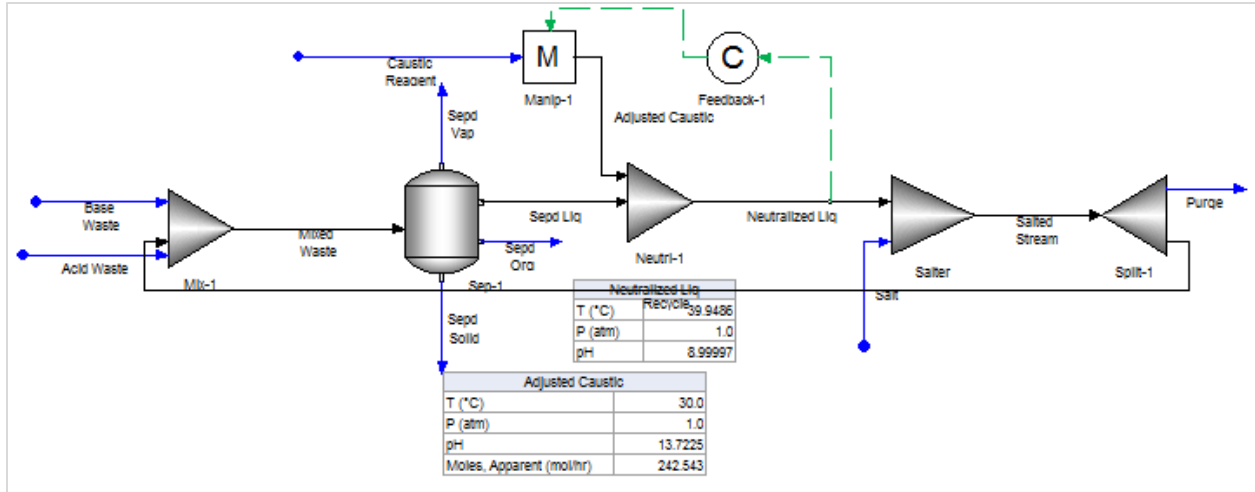 M
C
Caustic
Reagent
Manip-1
Feedback-1
Sepd
Vap
Adjusted Caustic
Base
Waste
Mixed
Waste
Sepd Liq
Neutralized Liq
Salted
Stream
Purge
Acid Waste
Mix-1
Sepd
Org
Sep-1
Neutri-1
Salter
Split-1
Salt
Sepd
Solid
Neutralized Liq
Recycle
T (°C) 39.9486
P (atm) 1.0
pH 8.99997
Adjusted Caustic
T (°C) 30.0
P (atm) 1.0
pH 13.7225
Moles, Apparent (mol/hr) 242.543